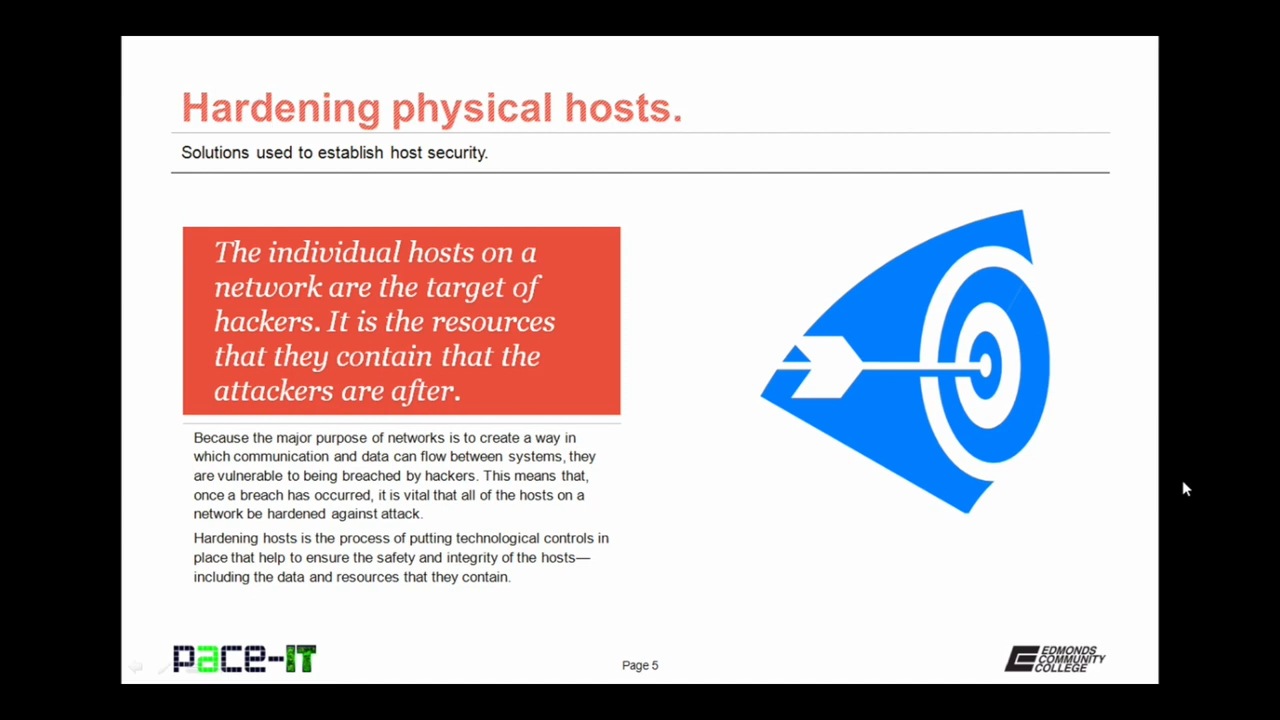 Hardening physical hosts.
Solutions used to establish host security.
The individual hosts on a
network are the target of
hackers. It is the resources
that they contain that the
attackers are after.
Because the major purpose of networks is to create a way in
which communication and data can flow between systems, they
are vulnerable to being breached by hackers. This means that,
once a breach has occurred, it is vital that all of the hosts on a
network be hardened against attack.
Hardening hosts is the process of putting technological controls in
place that help to ensure the safety and integrity of the hosts—
including the data and resources that they contain.
pace-IT
Page 5
EDMONDS
COMMUNITY
COLLEGE